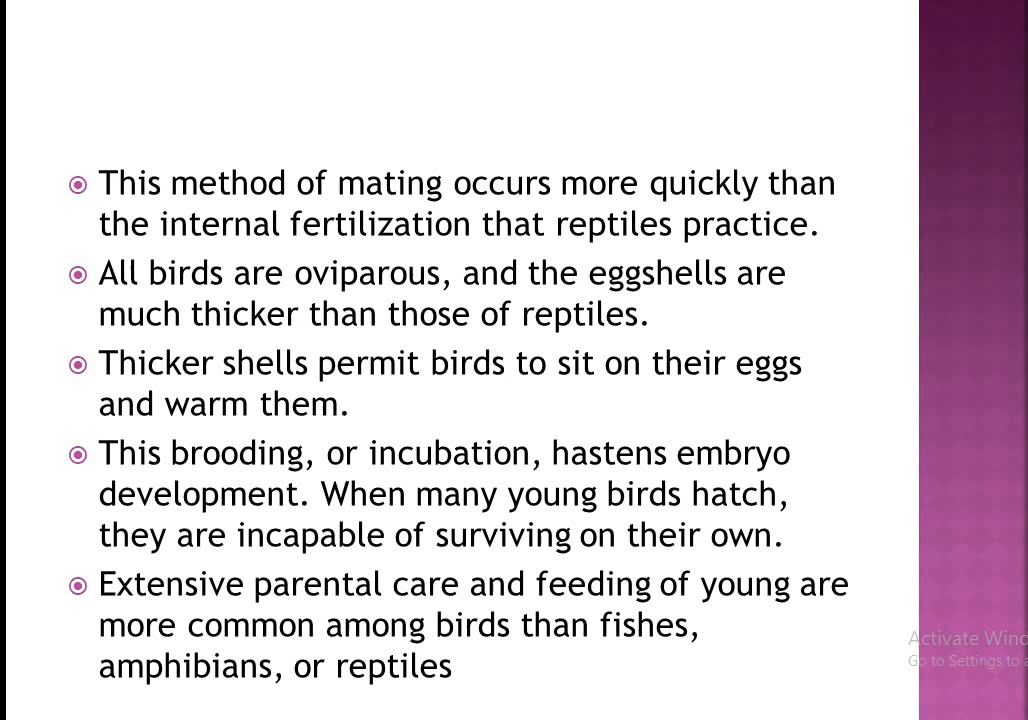 This method of mating occurs more quickly than
the internal fertilization that reptiles practice.
All birds are oviparous, and the eggshells are
much thicker than those of reptiles.
Thicker shells permit birds to sit on their eggs
and warm them.
This brooding, or incubation, hastens embryo
development. When many young birds hatch,
they are incapable of surviving on their own.
Extensive parental care and feeding of young are
more common among birds than fishes,
amphibians, or reptiles
Activate Wind
Go to Settings to a